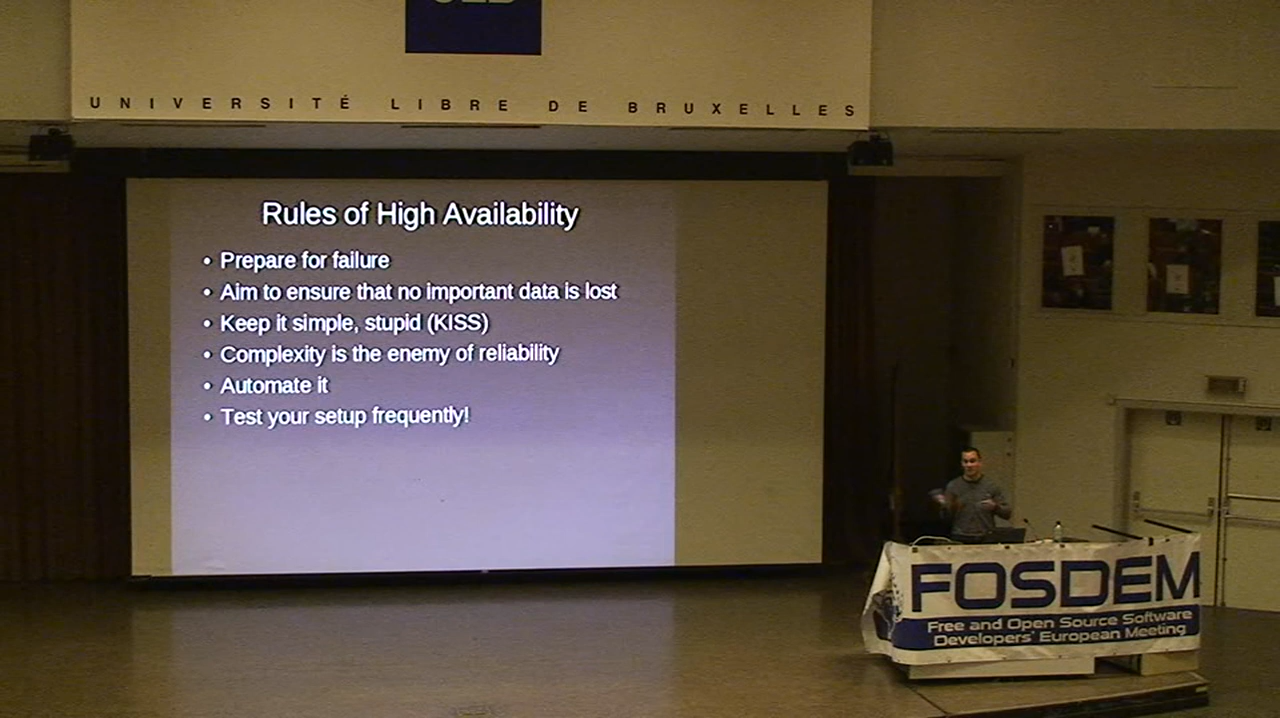 UNIVERSITÉ LIBRE DE BRUXELLES
Rules of High Availability
• Prepare for failure
• Aim to ensure that no important data is lost
• Keep it simple, stupid (KISS)
• Complexity is the enemy of reliability
• Automate it
• Test your setup frequently!
FOSDEM
Free and Open Source Software
Developers' European Meeting